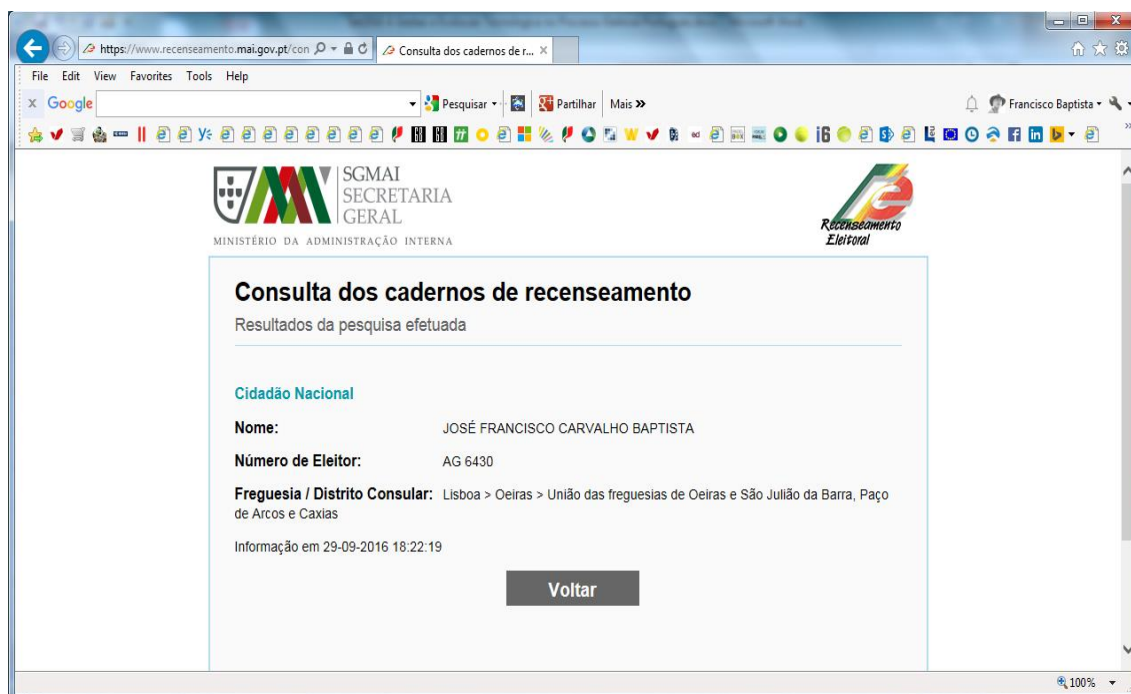 https://www.recenseamento.mai.gov.pt/con
Consulta dos cadernos de r...
File Edit View Favorites Tools Help
Google Pesquisar Partilhar Mais » Francisco Baptista
SGMAI
SECRETARIA
GERAL
MINISTÉRIO DA ADMINISTRAÇÃO INTERNA
Recenseamento
Eleitoral
Consulta dos cadernos de recenseamento
Resultados da pesquisa efetuada
Cidadão Nacional
Nome: JOSÉ FRANCISCO CARVALHO BAPTISTA
Número de Eleitor: AG 6430
Freguesia / Distrito Consular: Lisboa > Oeiras > União das freguesias de Oeiras e São Julião da Barra, Paço
de Arcos e Caxias
Informação em 29-09-2016 18:22:19
Voltar
100%